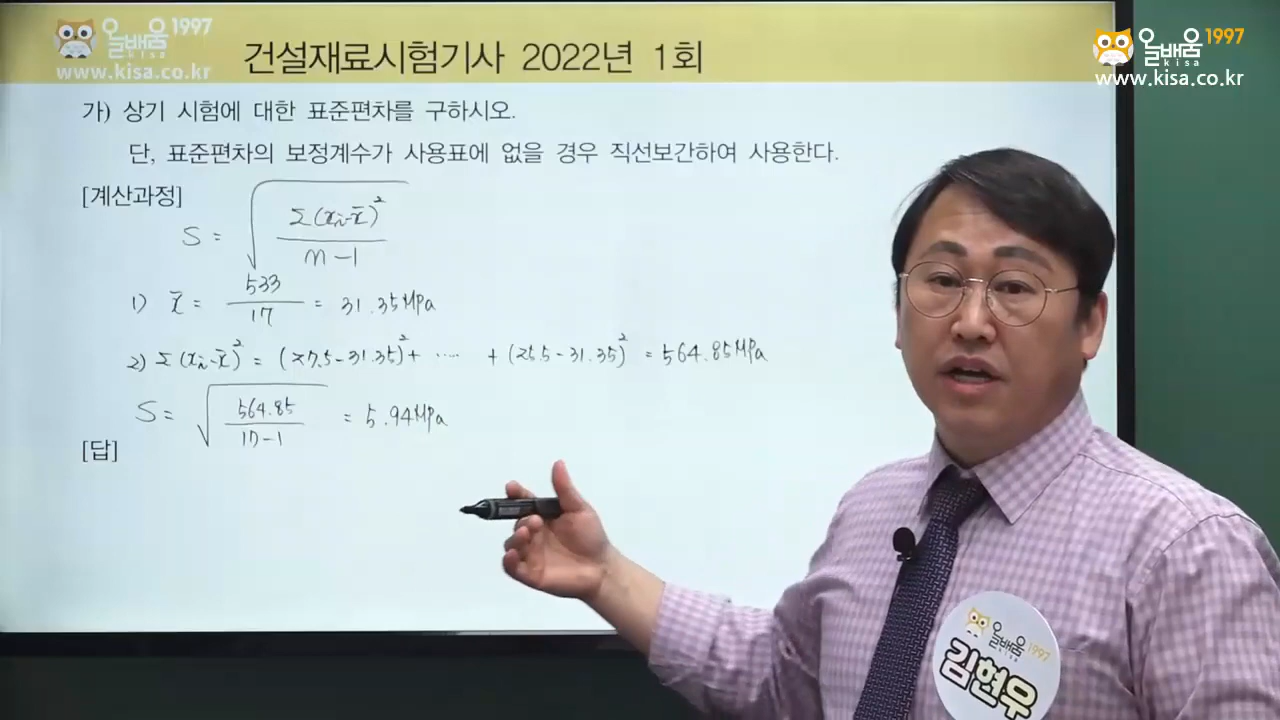 올배움 1997
kisa
www.kisa.co.kr
건설재료시험기사 2022년 1회
올배움 1997
kisa
www.kisa.co.kr
가) 상기 시험에 대한 표준편차를 구하시오.
단, 표준편차의 보정계수가 사용표에 없을 경우 직선보간하여 사용한다.
[계산과정]
S = √(Σ(xᵢ-x̄)² / n-1)
1) x̄ = 533/17 = 31.35MPa
2) Σ(xᵢ-x̄)² = (27.5-31.35)² + ..... + (25.5-31.35)² = 564.85MPa
S = √(564.85 / 17-1) = 5.94MPa
[답]
올배움 1997
kisa
김현우